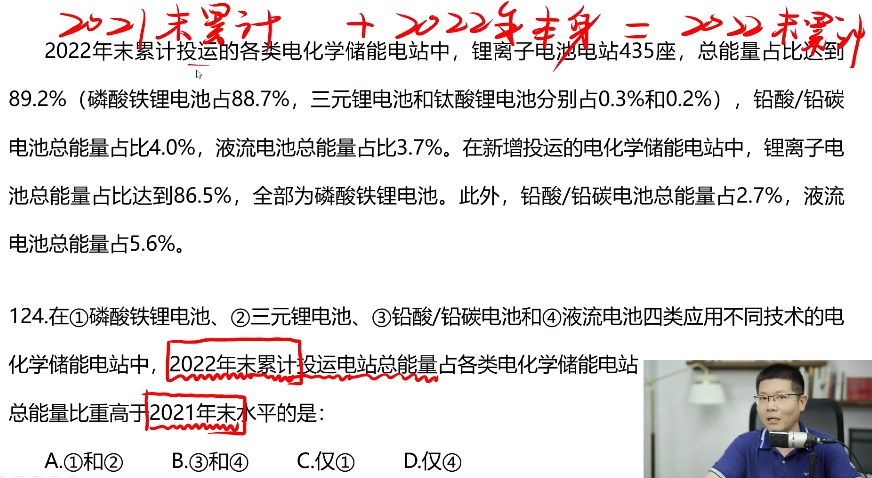 2021末累计 + 2022年本身 = 2022末累计
2022年末累计投运的各类电化学储能电站中，锂离子电池电站435座，总能量占比达到
89.2%（磷酸铁锂电池占88.7%，三元锂电池和钛酸锂电池分别占0.3%和0.2%），铅酸/铅碳
电池总能量占比4.0%，液流电池总能量占比3.7%。在新增投运的电化学储能电站中，锂离子电
池总能量占比达到86.5%，全部为磷酸铁锂电池。此外，铅酸/铅碳电池总能量占2.7%，液流
电池总能量占5.6%。
124.在①磷酸铁锂电池、②三元锂电池、③铅酸/铅碳电池和④液流电池四类应用不同技术的电
化学储能电站中，2022年末累计投运电站总能量占各类电化学储能电站
总能量比重高于2021年末水平的是：
A.①和② B.③和④ C.仅① D.仅④